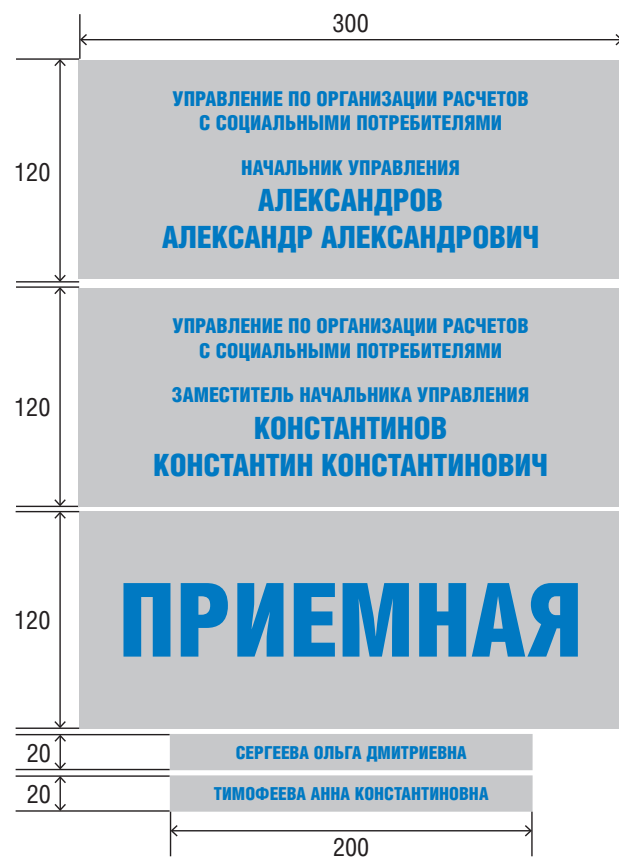 300
120
УПРАВЛЕНИЕ ПО ОРГАНИЗАЦИИ РАСЧЕТОВ
С СОЦИАЛЬНЫМИ ПОТРЕБИТЕЛЯМИ
НАЧАЛЬНИК УПРАВЛЕНИЯ
АЛЕКСАНДРОВ
АЛЕКСАНДР АЛЕКСАНДРОВИЧ
120
УПРАВЛЕНИЕ ПО ОРГАНИЗАЦИИ РАСЧЕТОВ
С СОЦИАЛЬНЫМИ ПОТРЕБИТЕЛЯМИ
ЗАМЕСТИТЕЛЬ НАЧАЛЬНИКА УПРАВЛЕНИЯ
КОНСТАНТИНОВ
КОНСТАНТИН КОНСТАНТИНОВИЧ
120
ПРИЕМНАЯ
20
СЕРГЕЕВА ОЛЬГА ДМИТРИЕВНА
20
ТИМОФЕЕВА АННА КОНСТАНТИНОВНА
200